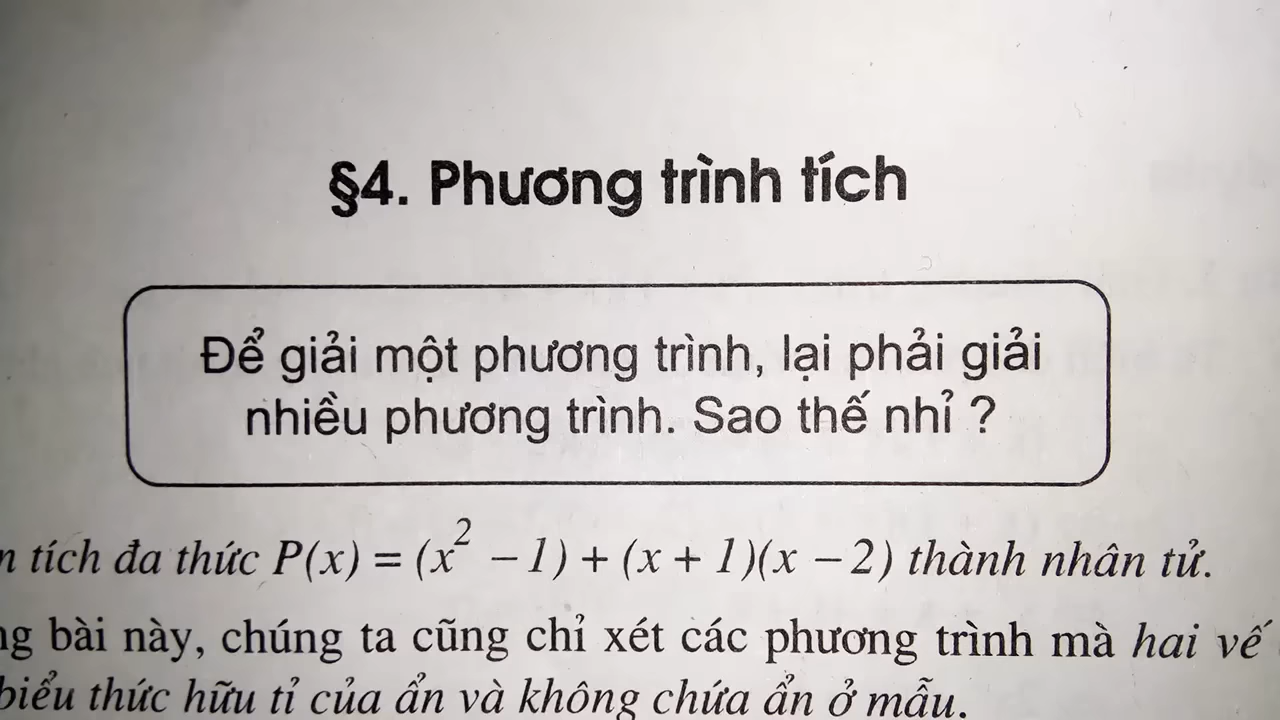 §4. Phương trình tích
Để giải một phương trình, lại phải giải
nhiều phương trình. Sao thế nhỉ ?
tích đa thức P(x) = (x² – 1) + (x + 1)(x – 2) thành nhân tử.
bài này, chúng ta cũng chỉ xét các phương trình mà hai vế
biểu thức hữu tỉ của ẩn và không chứa ẩn ở mẫu.